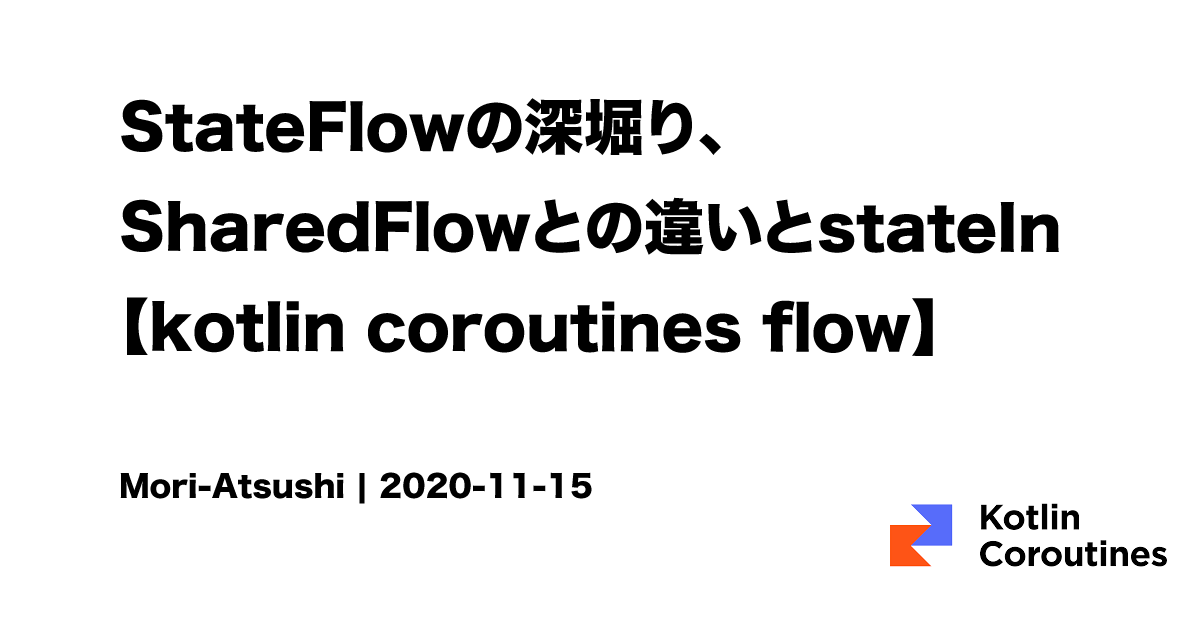 StateFlowの深堀り、
SharedFlowとの違いとstateIn
【kotlin coroutines flow】
Mori-Atsushi | 2020-11-15
Kotlin
Coroutines